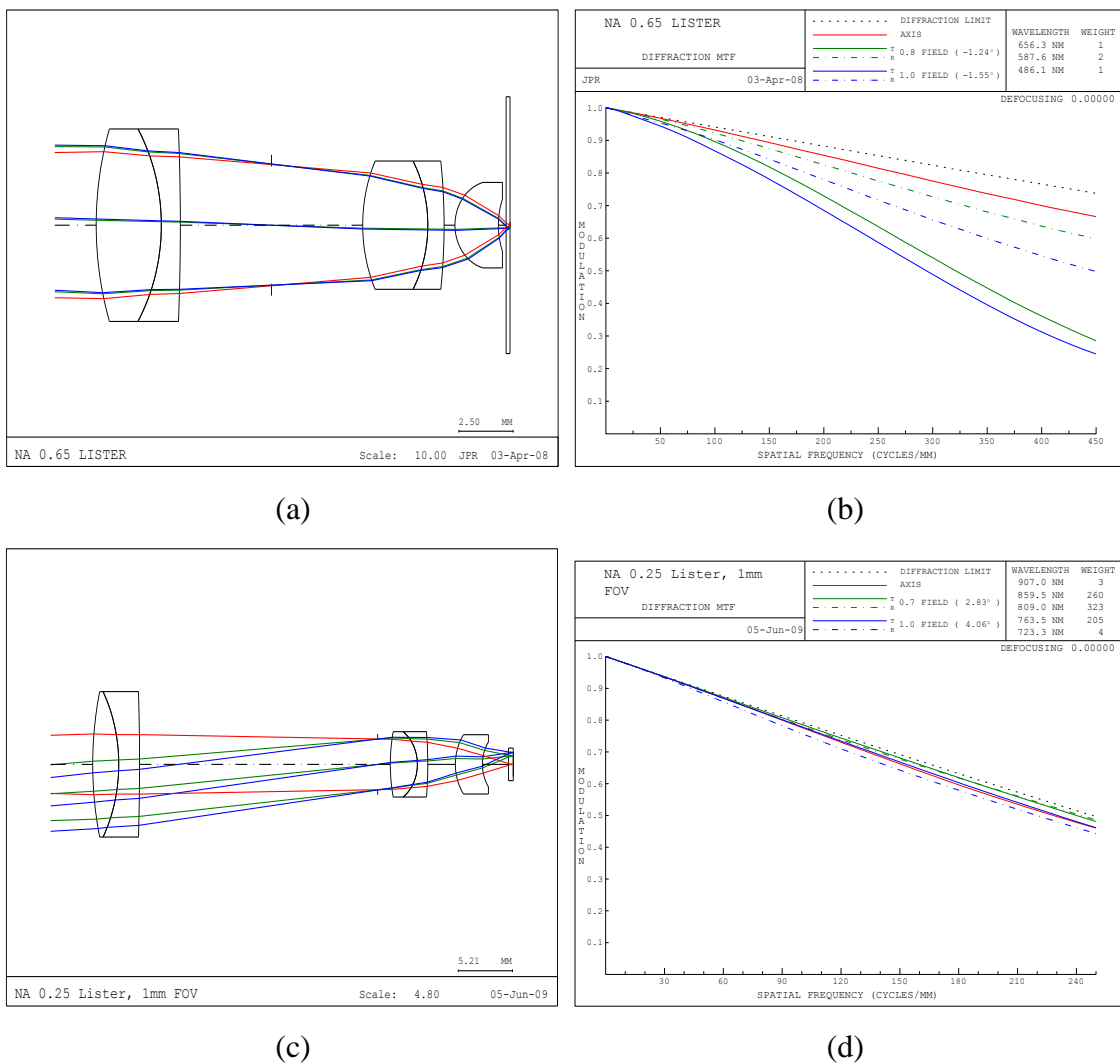 2.50 MM
NA 0.65 LISTER Scale: 10.00 JPR 03-Apr-08
(a)
NA 0.65 LISTER
DIFFRACTION MTF
JPR 03-Apr-08
DIFFRACTION LIMIT
AXIS
T
R
0.8 FIELD ( -1.24°)
T
R
1.0 FIELD ( -1.55°)
WAVELENGTH WEIGHT
656.3 NM 1
587.6 NM 2
486.1 NM 1
DEFOCUSING 0.00000
1.0
0.9
0.8
0.7
0.6
0.5
0.4
0.3
0.2
0.1
MODULATION
50 100 150 200 250 300 350 400 450
SPATIAL FREQUENCY (CYCLES/MM)
(b)
5.21 MM
NA 0.25 Lister, 1mm FOV Scale: 4.80 05-Jun-09
(c)
NA 0.25 Lister, 1mm
FOV
DIFFRACTION MTF
05-Jun-09
DIFFRACTION LIMIT
AXIS
T
R
0.7 FIELD ( 2.83°)
T
R
1.0 FIELD ( 4.06°)
WAVELENGTH WEIGHT
907.0 NM 3
859.5 NM 260
809.0 NM 323
763.5 NM 205
723.3 NM 4
DEFOCUSING 0.00000
1.0
0.9
0.8
0.7
0.6
0.5
0.4
0.3
0.2
0.1
MODULATION
30 60 90 120 150 180 210 240
SPATIAL FREQUENCY (CYCLES/MM)
(d)